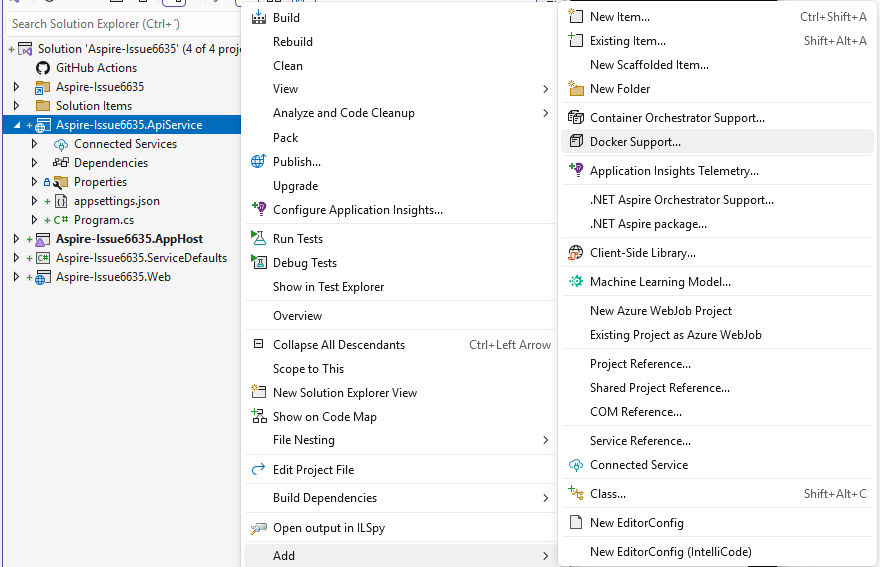 Search Solution Explorer (Ctrl+´)
Solution 'Aspire-Issue6635' (4 of 4 proj
GitHub Actions
Aspire-Issue6635
Solution Items
Aspire-Issue6635.ApiService
Connected Services
Dependencies
Properties
appsettings.json
C# Program.cs
Aspire-Issue6635.AppHost
C# Aspire-Issue6635.ServiceDefaults
Aspire-Issue6635.Web
Build
Rebuild
Clean
View
Analyze and Code Cleanup
Pack
Publish...
Upgrade
Configure Application Insights...
Run Tests
Debug Tests
Show in Test Explorer
Overview
Collapse All Descendants Ctrl+Left Arrow
Scope to This
New Solution Explorer View
Show on Code Map
File Nesting
Edit Project File
Build Dependencies
Open output in ILSpy
Add
New Item... Ctrl+Shift+A
Existing Item... Shift+Alt+A
New Scaffolded Item...
New Folder
Container Orchestrator Support...
Docker Support...
Application Insights Telemetry...
.NET Aspire Orchestrator Support...
.NET Aspire package...
Client-Side Library...
Machine Learning Model...
New Azure WebJob Project
Existing Project as Azure WebJob
Project Reference...
Shared Project Reference...
COM Reference...
Service Reference...
Connected Service
Class... Shift+Alt+C
New EditorConfig
New EditorConfig (IntelliCode)